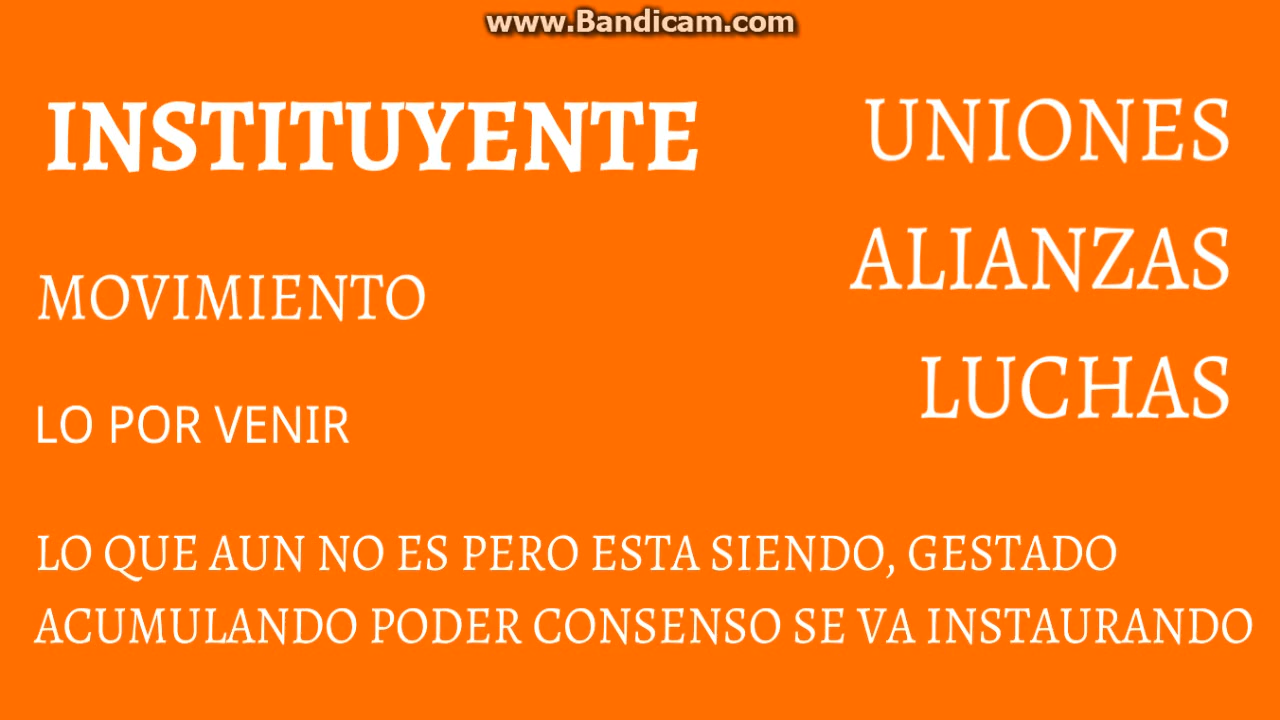 www.Bandicam.com
INSTITUYENTE
UNIONES
MOVIMIENTO
ALIANZAS
LO POR VENIR
LUCHAS
LO QUE AUN NO ES PERO ESTA SIENDO, GESTADO
ACUMULANDO PODER CONSENSO SE VA INSTAURANDO